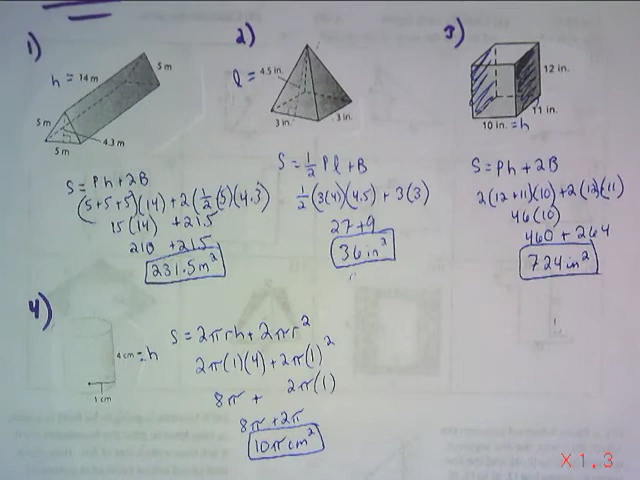 1)
h = 14 m
5 m
5 m
4.3 m
5 m
S = Ph + 2B
(5+5+5)(14) + 2(½(5)(4.3)
15(14) + 21.5
210 + 21.5
231.5 m²
2)
l = 4.5 in.
3 in.
3 in.
S = ½ Pl + B
½(3(4)(4.5) + 3(3)
27 + 9
36 in²
3)
12 in.
11 in.
10 in. = h
S = Ph + 2B
2(12+11)(10) + 2(12)(11)
46(10)
460 + 264
724 in²
4)
4 cm = h
1 cm
S = 2πrh + 2πr²
2π(1)(4) + 2π(1)²
8π + 2π(1)
8π + 2π
10π cm²
X1.3